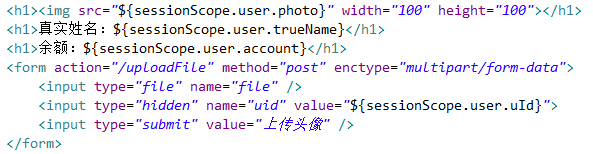 <h1><img src="${sessionScope.user.photo}" width="100" height="100"></h1>
<h1>真实姓名：${sessionScope.user.trueName}</h1>
<h1>余额：${sessionScope.user.account}</h1>
<form action="/uploadFile" method="post" enctype="multipart/form-data">
    <input type="file" name="file" />
    <input type="hidden" name="uid" value="${sessionScope.user.uId}">
    <input type="submit" value="上传头像" />
</form>